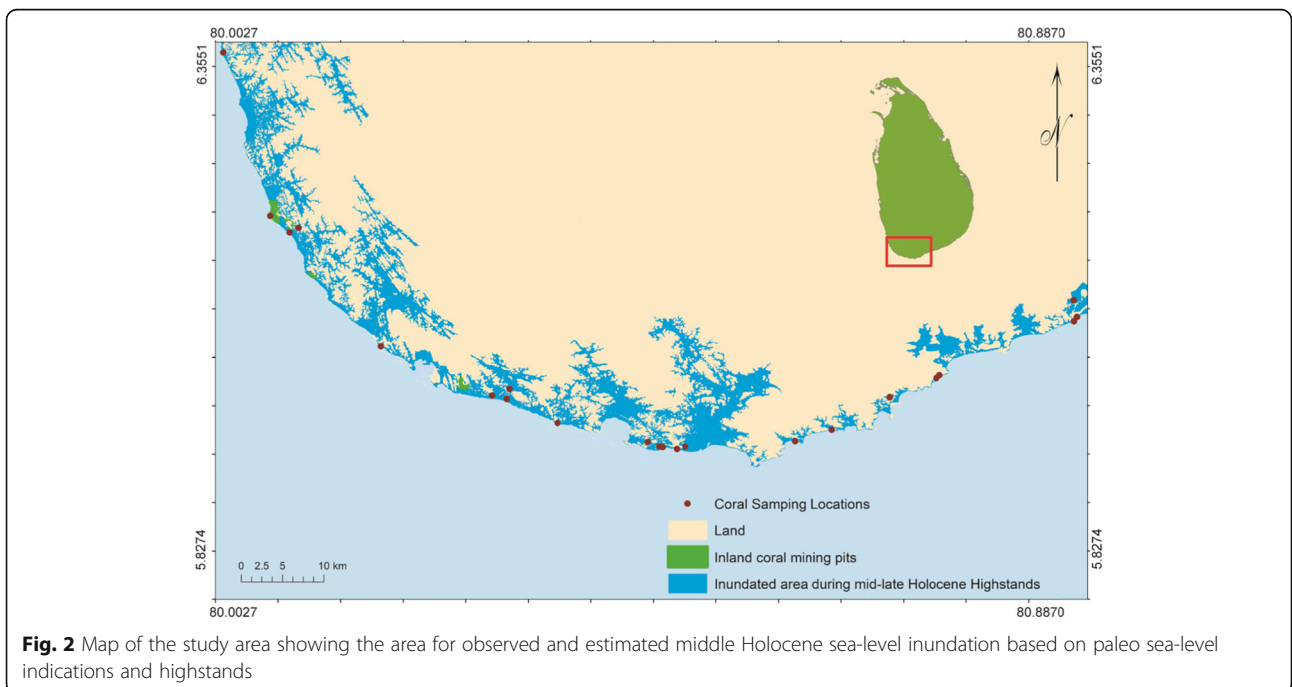 80.0027
80.8870
6.3551
6.3551
N
Coral Samping Locations
Land
Inland coral mining pits
Inundated area during mid-late Holocene Highstands
5.8274
5.8274
0 2.5 5 10 km
80.0027
80.8870
Fig. 2 Map of the study area showing the area for observed and estimated middle Holocene sea-level inundation based on paleo sea-level
indications and highstands